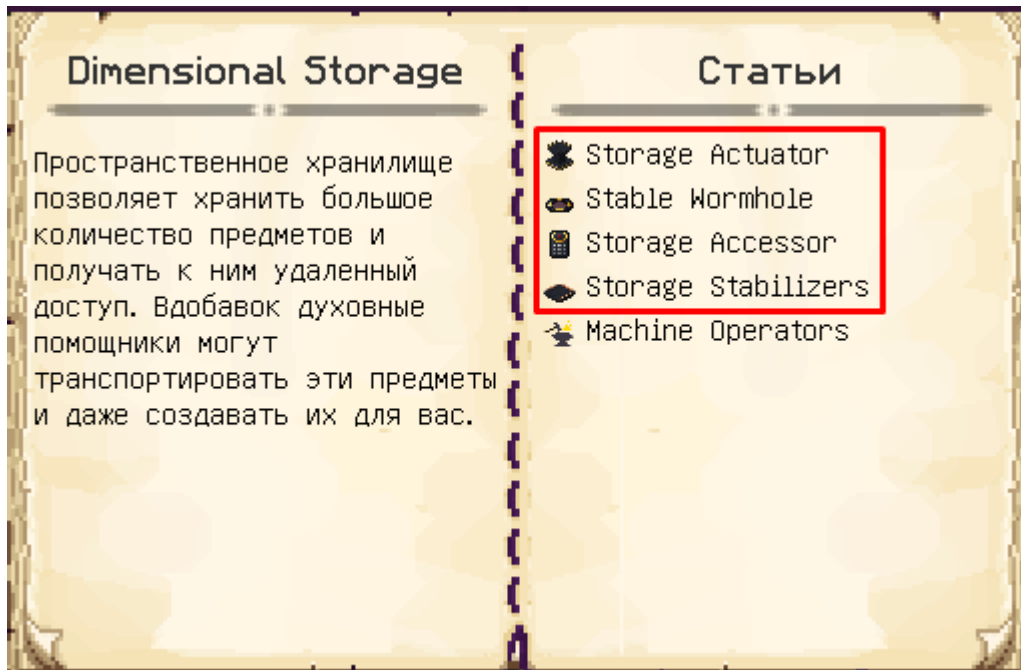 Dimensional Storage
Пространственное хранилище
позволяет хранить большое
количество предметов и
получать к ним удаленный
доступ. Вдобавок духовные
помощники могут
транспортировать эти предметы
и даже создавать их для вас.
Статьи
Storage Actuator
Stable Wormhole
Storage Accessor
Storage Stabilizers
Machine Operators